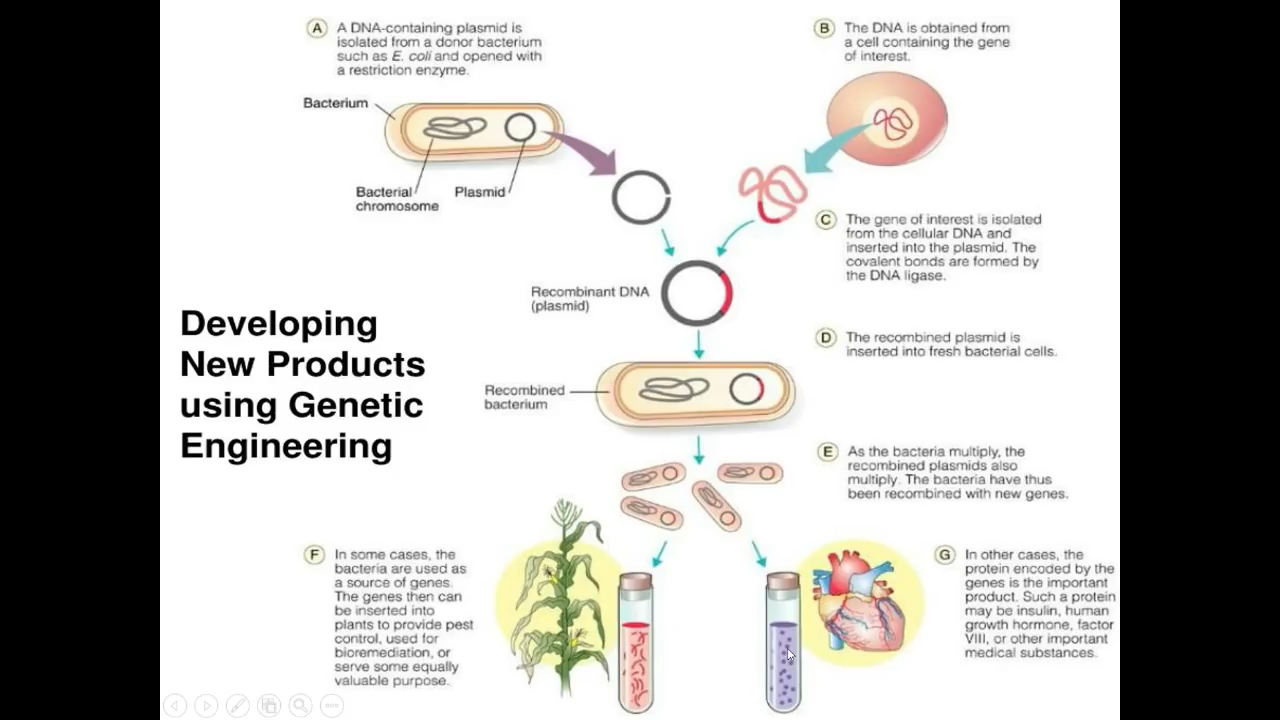 A A DNA-containing plasmid is
isolated from a donor bacterium
such as E. coli and opened with
a restriction enzyme.
B The DNA is obtained from
a cell containing the gene
of interest.
Bacterium
Bacterial
chromosome
Plasmid
C The gene of interest is isolated
from the cellular DNA and
inserted into the plasmid. The
covalent bonds are formed by
the DNA ligase.
Recombinant DNA
(plasmid)
Developing
New Products
using Genetic
Engineering
D The recombined plasmid is
inserted into fresh bacterial cells.
Recombined
bacterium
E As the bacteria multiply, the
recombined plasmids also
multiply. The bacteria have thus
been recombined with new genes.
F In some cases, the
bacteria are used as
a source of genes.
The genes then can
be inserted into
plants to provide pest
control, used for
bioremediation, or
serve some equally
valuable purpose.
G In other cases, the
protein encoded by the
genes is the important
product. Such a protein
may be insulin, human
growth hormone, factor
VIII, or other important
medical substances.